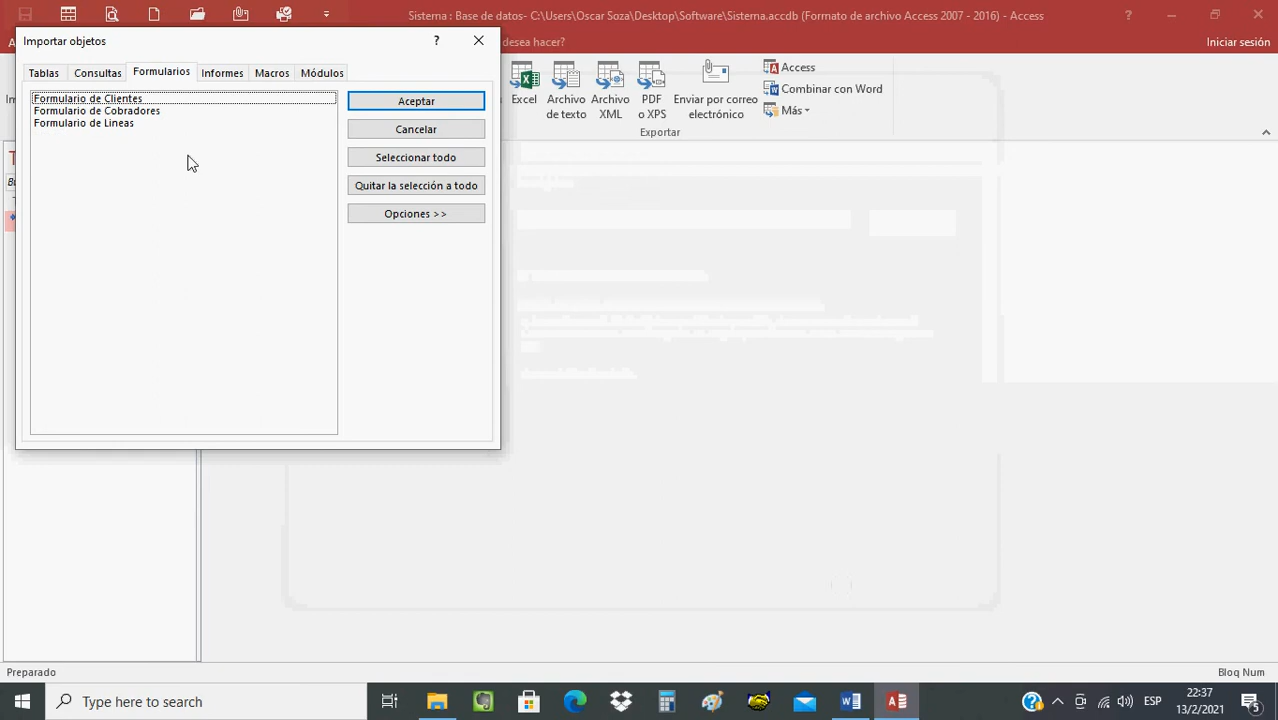 Sistema : Base de datos- C:\Users\Oscar Soza\Desktop\Software\Sistema.accdb (Formato de archivo Access 2007 - 2016) - Access
?
Importar objetos
?
desea hacer?
Iniciar sesión
Tablas
Consultas
Formularios
Informes
Macros
Módulos
Formulario de Clientes
Formulario de Cobradores
Formulario de Lineas
Aceptar
Cancelar
Seleccionar todo
Quitar la selección a todo
Opciones >>
Excel
Archivo de texto
Archivo XML
PDF o XPS
Enviar por correo electrónico
Access
Combinar con Word
Más
Exportar
Preparado
Bloq Num
Type here to search
ESP
22:37
13/2/2021
5